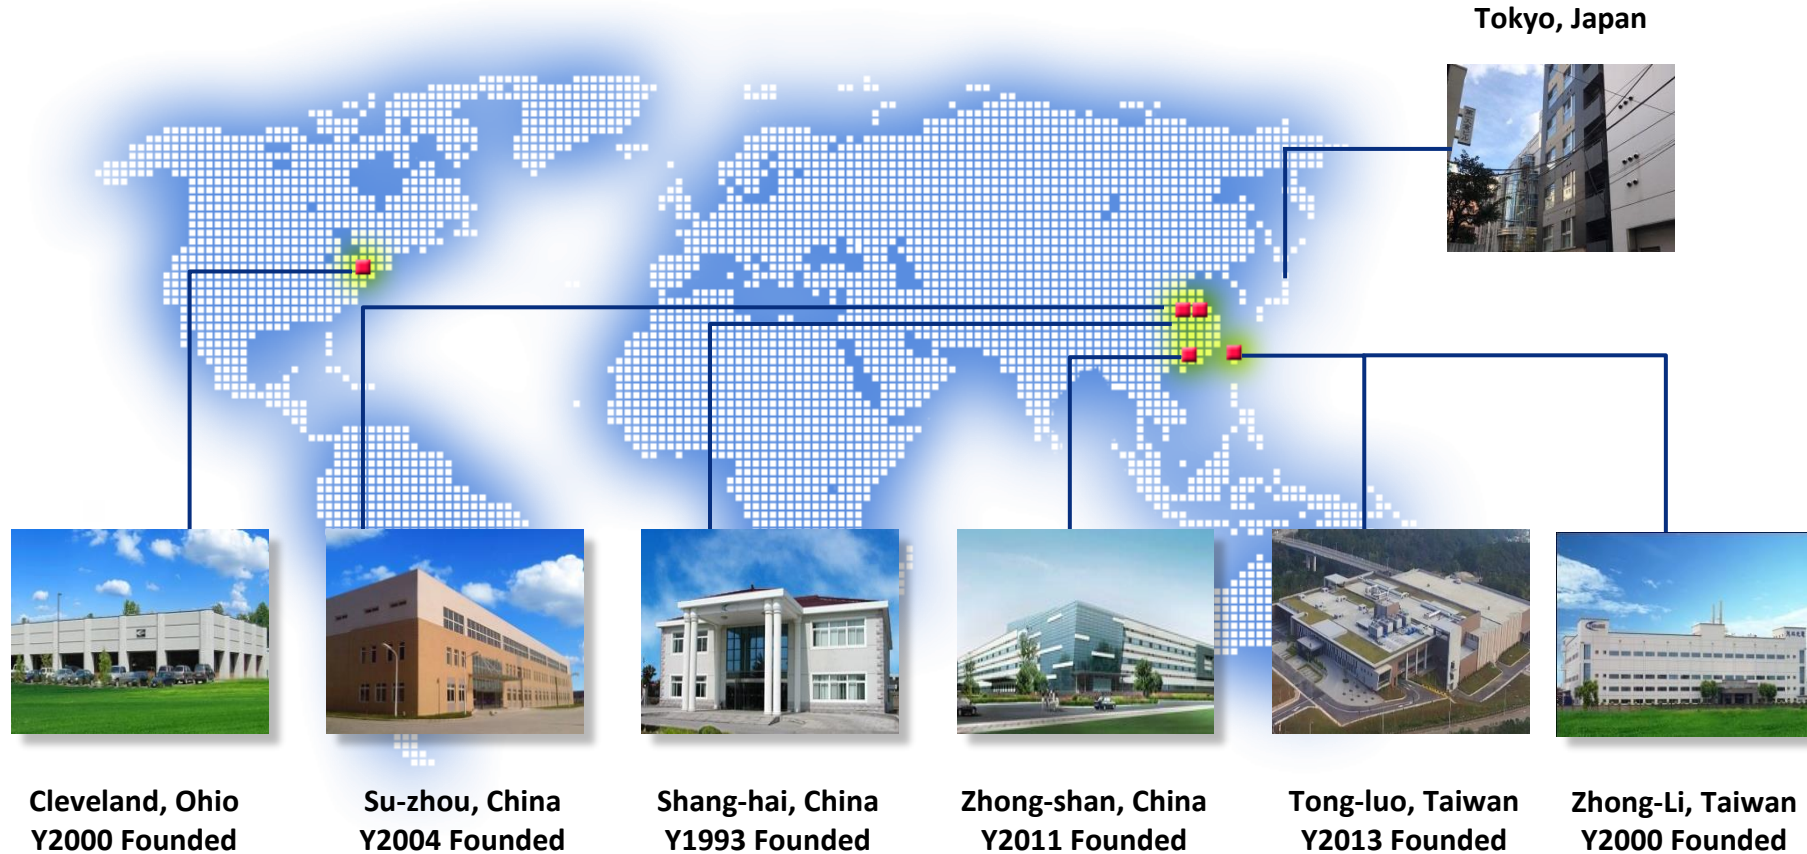 Tokyo, Japan
Cleveland, Ohio
Y2000 Founded
Su-zhou, China
Y2004 Founded
Shang-hai, China
Y1993 Founded
Zhong-shan, China
Y2011 Founded
Tong-luo, Taiwan
Y2013 Founded
Zhong-Li, Taiwan
Y2000 Founded